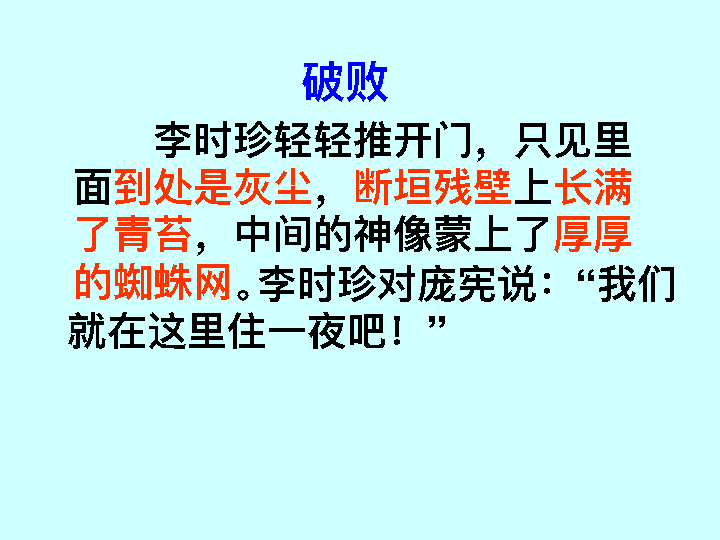 破败
李时珍轻轻推开门，只见里
面到处是灰尘，断垣残壁上长满
了青苔，中间的神像蒙上了厚厚
的蜘蛛网。李时珍对庞宪说：“我们
就在这里住一夜吧！”